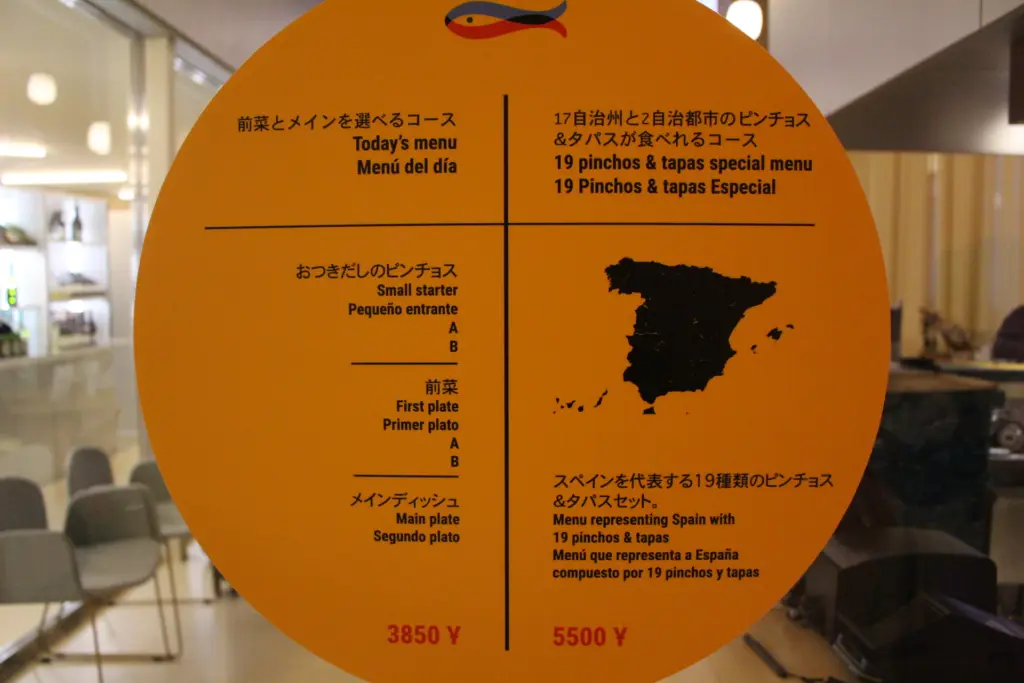 前菜とメインを選べるコース
Today's menu
Menú del día
おつきだしのピンチョス
Small starter
Pequeño entrante
A
B
前菜
First plate
Primer plato
A
B
メインディッシュ
Main plate
Segundo plato
3850 ¥
17自治州と2自治都市のピンチョス
&タパスが食べれるコース
19 pinchos & tapas special menu
19 Pinchos & tapas Especial
スペインを代表する19種類のピンチョス
&タパスセット。
Menu representing Spain with
19 pinchos & tapas
Menú que representa a España
compuesto por 19 pinchos y tapas
5500 ¥